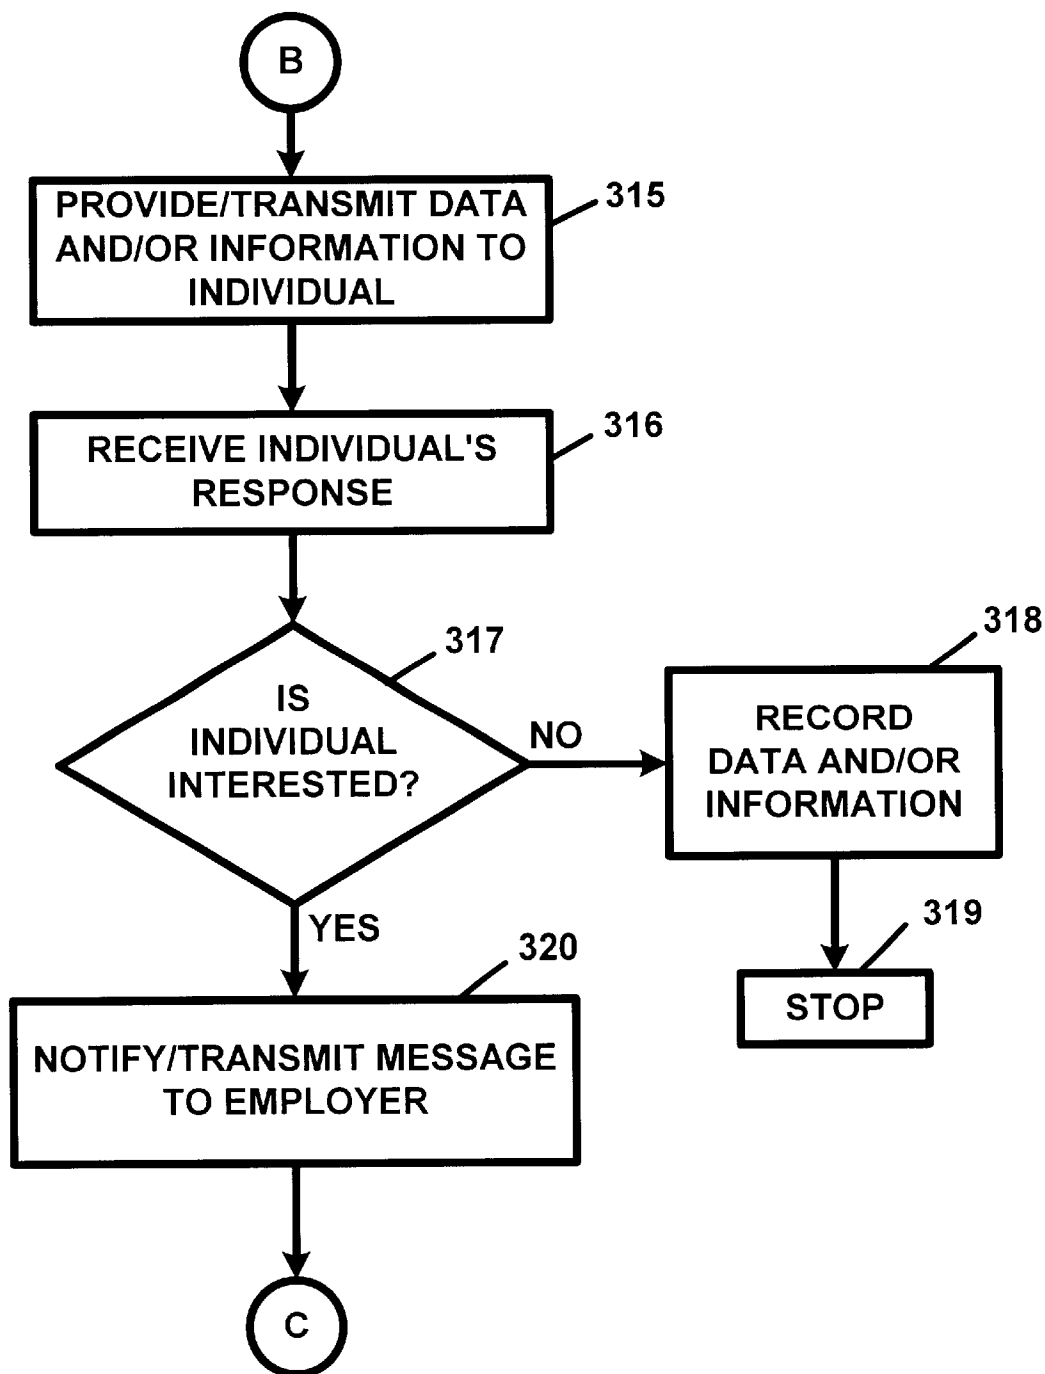 B
PROVIDE/TRANSMIT DATA
AND/OR INFORMATION TO
INDIVIDUAL
315
RECEIVE INDIVIDUAL'S
RESPONSE
316
IS
INDIVIDUAL
INTERESTED?
317
NO
RECORD
DATA AND/OR
INFORMATION
318
STOP
319
YES
NOTIFY/TRANSMIT MESSAGE
TO EMPLOYER
320
C